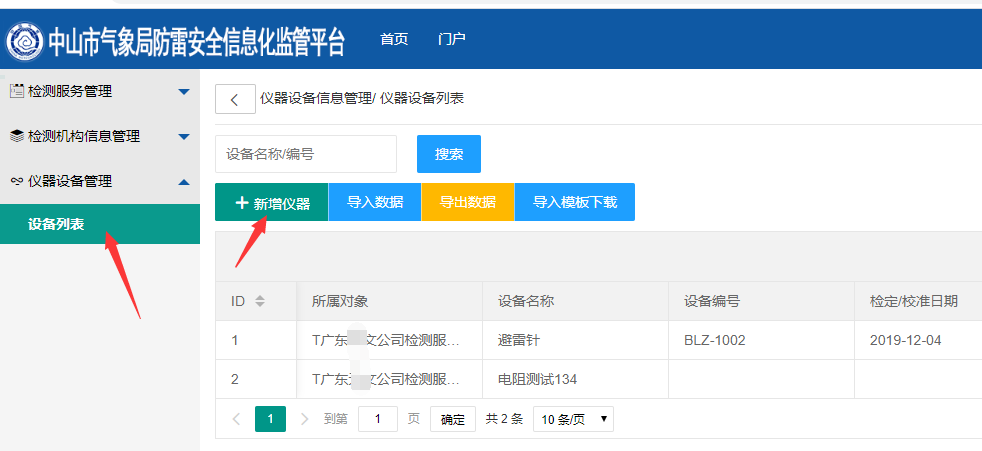 中山市气象局防雷安全信息化监管平台 首页 门户
检测服务管理
检测机构信息管理
仪器设备管理
设备列表
仪器设备信息管理/ 仪器设备列表
设备名称/编号 搜索
新增仪器 导入数据 导出数据 导入模板下载
ID 所属对象 设备名称 设备编号 检定/校准日期
1 T广东 文公司检测服... 避雷针 BLZ-1002 2019-12-04
2 T广东 文公司检测服... 电阻测试134
1 到第 1 页 确定 共 2 条 10 条/页